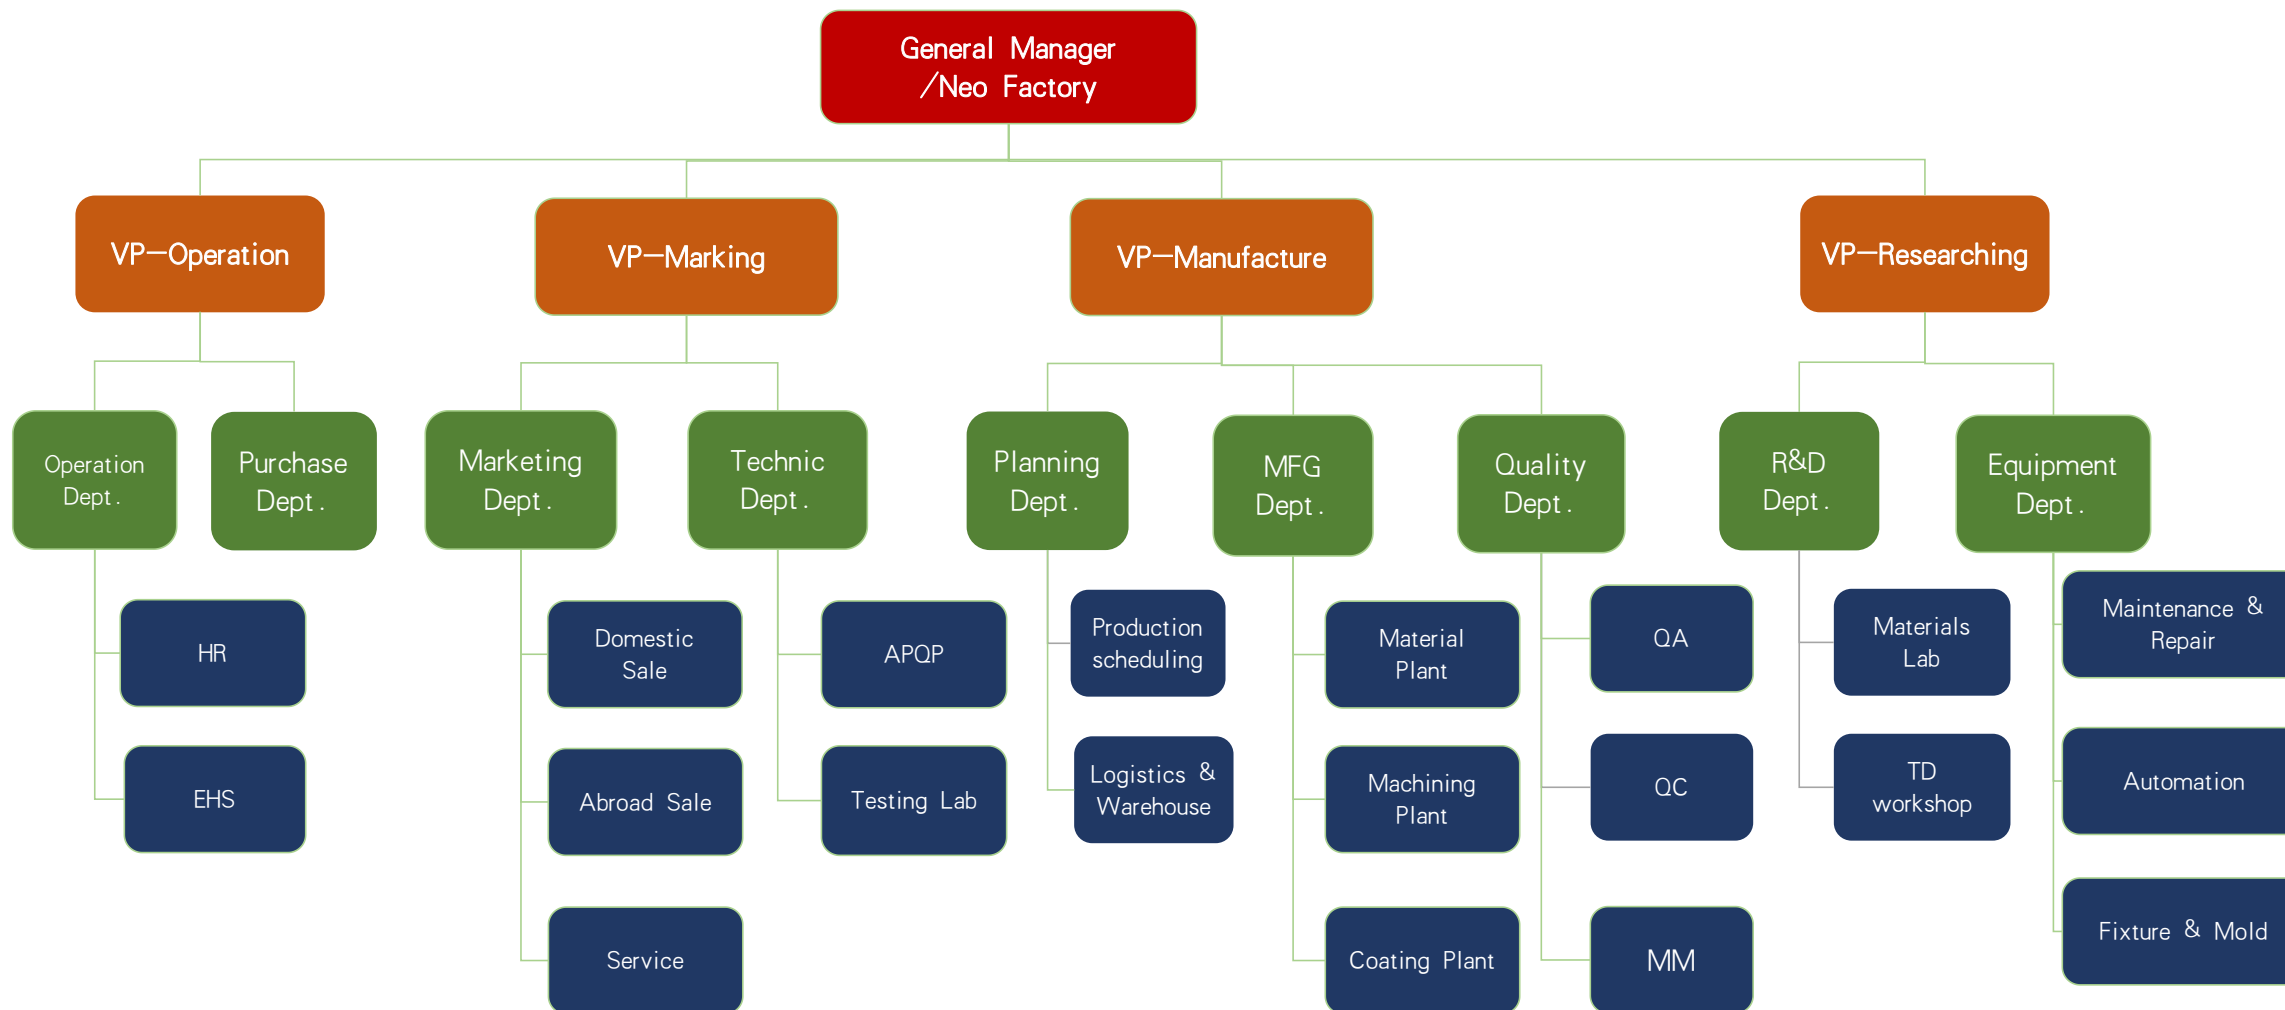 General Manager
/Neo Factory
VP-Operation
VP-Marking
VP-Manufacture
VP-Researching
Operation
Dept.
Purchase
Dept.
Marketing
Dept.
Technic
Dept.
Planning
Dept.
MFG
Dept.
Quality
Dept.
R&D
Dept.
Equipment
Dept.
HR
EHS
Domestic
Sale
Abroad Sale
Service
APQP
Testing Lab
Production
scheduling
Logistics &
Warehouse
Material
Plant
Machining
Plant
Coating Plant
QA
QC
MM
Materials
Lab
TD
workshop
Maintenance &
Repair
Automation
Fixture & Mold